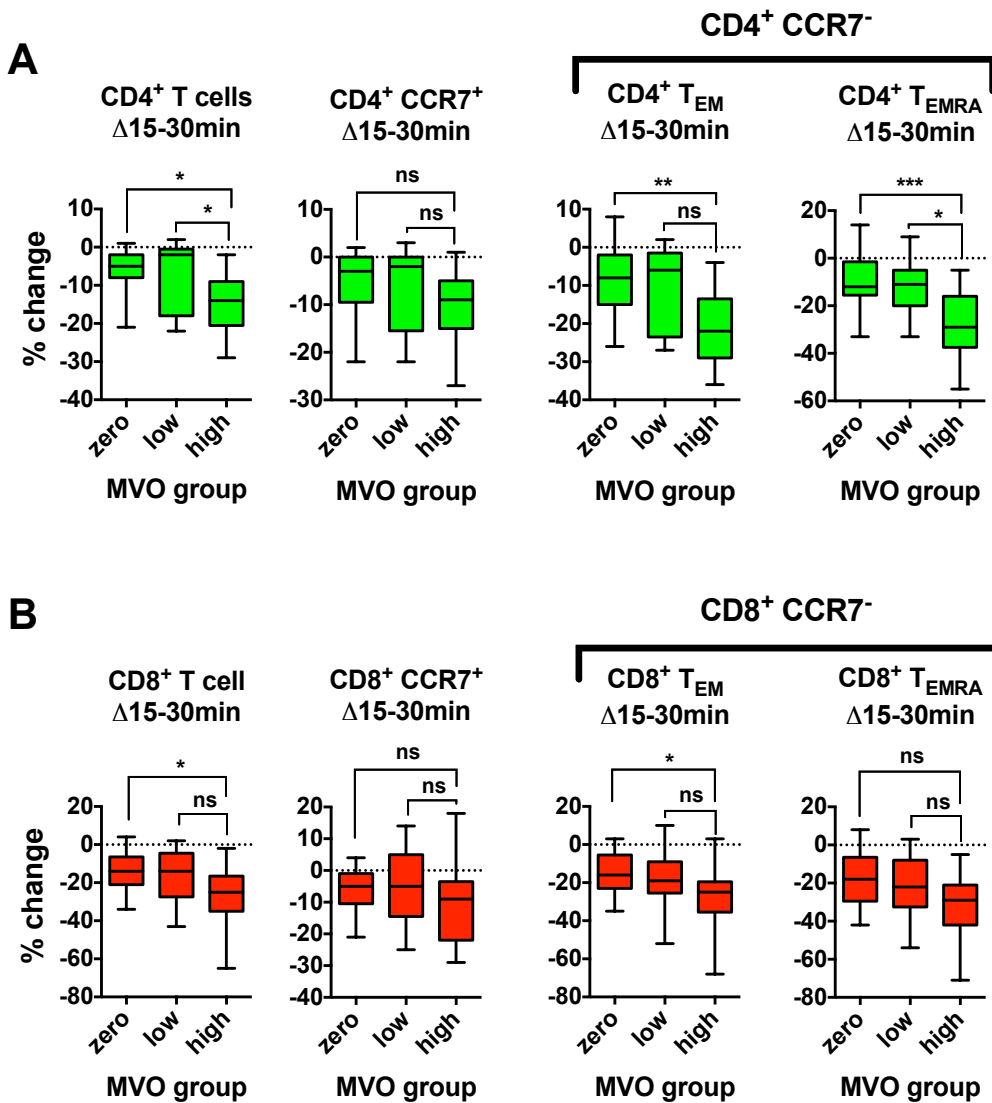 A
CD4+ CCR7-
CD4+ T cells
Δ15-30min
CD4+ CCR7+
Δ15-30min
CD4+ TEM
Δ15-30min
CD4+ TEMRA
Δ15-30min
% change
*
*
10
0
-10
-20
-30
-40
zero
low
high
MVO group
ns
ns
10
0
-10
-20
-30
zero
low
high
MVO group
**
ns
10
0
-10
-20
-30
-40
zero
low
high
MVO group
***
*
20
0
-20
-40
-60
zero
low
high
MVO group
B
CD8+ CCR7-
CD8+ T cell
Δ15-30min
CD8+ CCR7+
Δ15-30min
CD8+ TEM
Δ15-30min
CD8+ TEMRA
Δ15-30min
% change
*
ns
20
0
-20
-40
-60
-80
zero
low
high
MVO group
ns
ns
20
10
0
-10
-20
-30
-40
zero
low
high
MVO group
*
ns
20
0
-20
-40
-60
-80
zero
low
high
MVO group
ns
ns
20
0
-20
-40
-60
-80
zero
low
high
MVO group